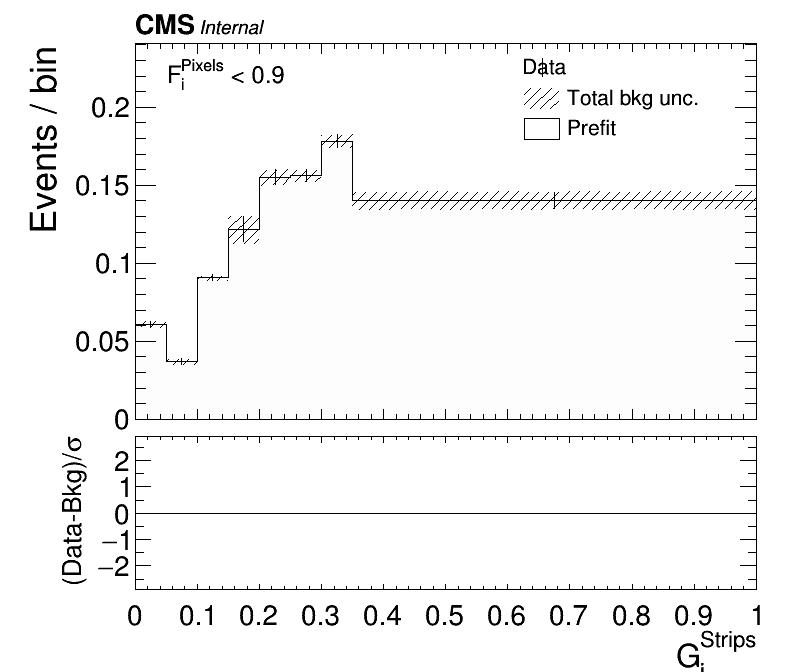 CMS Internal
Events / bin
F_i^Pixels < 0.9
Data
Total bkg unc.
Prefit
0.2
0.15
0.1
0.05
0
(Data-Bkg)/σ
2
1
0
−1
−2
0 0.1 0.2 0.3 0.4 0.5 0.6 0.7 0.8 0.9 1
G_i^Strips